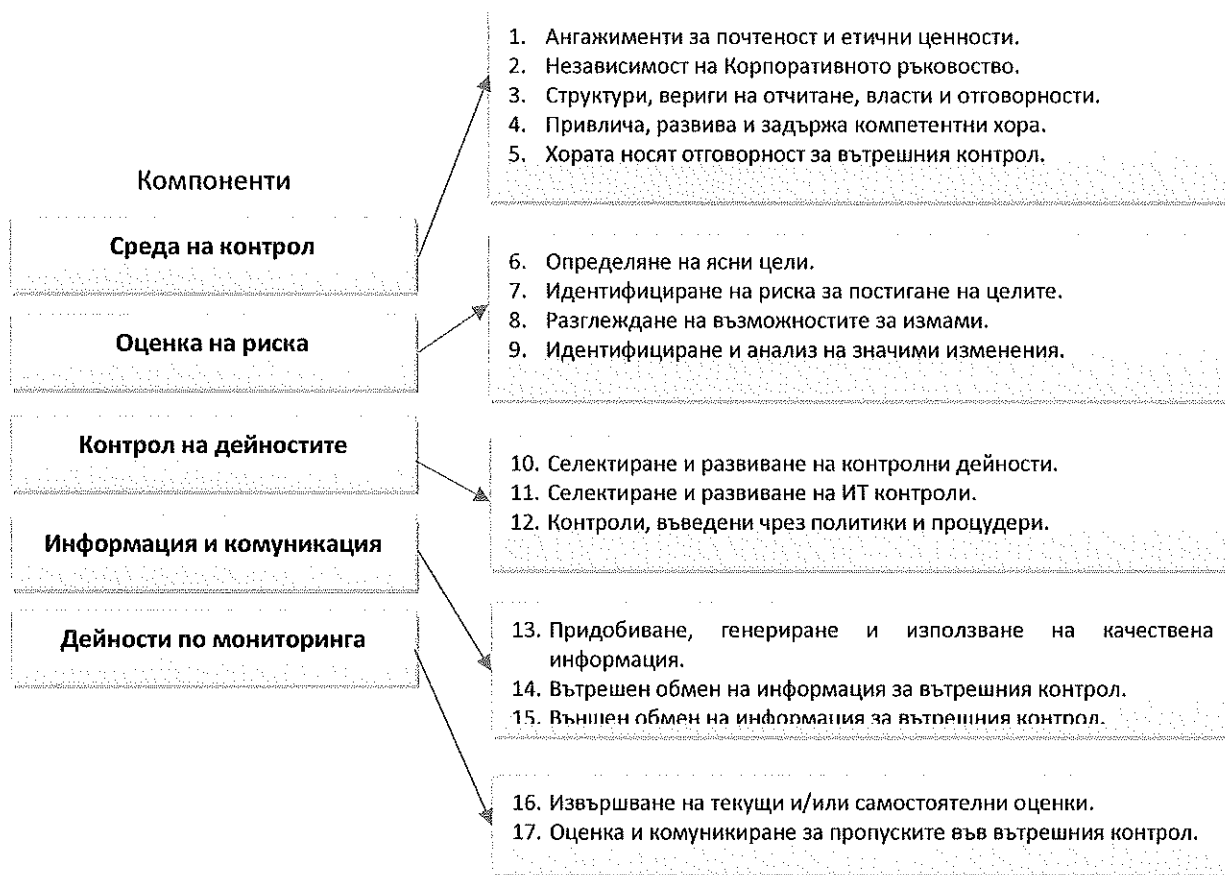 Компоненти
Среда на контрол
Оценка на риска
Контрол на дейностите
Информация и комуникация
Дейности по мониторинга
1. Ангажименти за почтеност и етични ценности.
2. Независимост на Корпоративното ръковоство.
3. Структури, вериги на отчитане, власти и отговорности.
4. Привлича, развива и задържа компетентни хора.
5. Хората носят отговорност за вътрешния контрол.
6. Определяне на ясни цели.
7. Идентифициране на риска за постигане на целите.
8. Разглеждане на възможностите за измами.
9. Идентифициране и анализ на значими изменения.
10. Селектиране и развиване на контролни дейности.
11. Селектиране и развиване на ИТ контроли.
12. Контроли, въведени чрез политики и процудери.
13. Придобиване, генериране и използване на качествена
информация.
14. Вътрешен обмен на информация за вътрешния контрол.
15. Външен обмен на информация за вътрешния контрол.
16. Извършване на текущи и/или самостоятелни оценки.
17. Оценка и комуникиране за пропуските във вътрешния контрол.